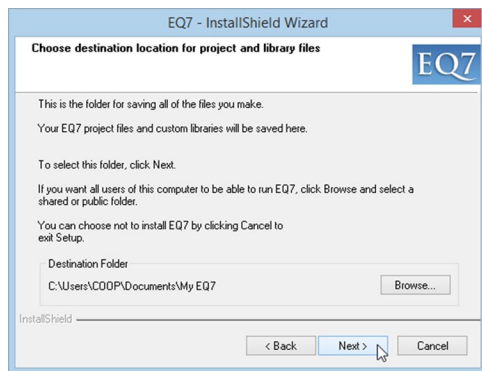 EQ7 - InstallShield Wizard
Choose destination location for project and library files
EQ7
This is the folder for saving all of the files you make.
Your EQ7 project files and custom libraries will be saved here.
To select this folder, click Next.
If you want all users of this computer to be able to run EQ7, click Browse and select a
shared or public folder.
You can choose not to install EQ7 by clicking Cancel to
exit Setup.
Destination Folder
C:\Users\COOP\Documents\My EQ7
Browse...
InstallShield
< Back
Next >
Cancel